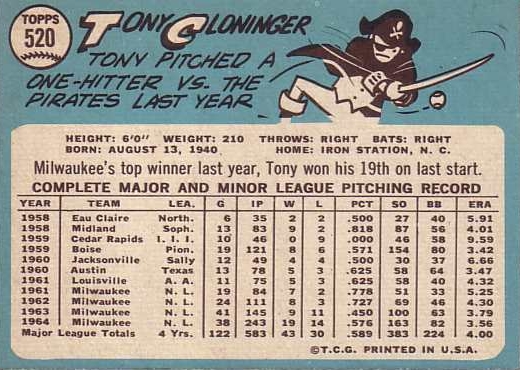 TOPPS
520
TONY CLONINGER
TONY PITCHED A
ONE-HITTER VS. THE
PIRATES LAST YEAR
HEIGHT: 6'0" WEIGHT: 210 THROWS: RIGHT BATS: RIGHT
BORN: AUGUST 13, 1940 HOME: IRON STATION, N. C.
Milwaukee's top winner last year, Tony won his 19th on last start.
COMPLETE MAJOR AND MINOR LEAGUE PITCHING RECORD
YEAR TEAM LEA. G IP W L PCT SO BB ERA
1958 Eau Claire North. 6 35 2 2 .500 27 40 5.91
1958 Midland Soph. 13 83 9 2 .818 87 56 4.01
1959 Cedar Rapids I. I. I. 10 46 0 9 .000 46 58 9.59
1959 Boise Pion. 19 121 8 6 .571 154 80 3.42
1960 Jacksonville Sally 12 49 4 4 .500 30 37 6.66
1960 Austin Texas 13 78 5 3 .625 58 64 3.47
1961 Louisville A. A. 11 75 5 3 .625 58 40 4.32
1961 Milwaukee N. L. 19 84 7 2 .778 51 33 5.25
1962 Milwaukee N. L. 24 111 8 3 .727 69 46 4.30
1963 Milwaukee N. L. 41 145 9 11 .450 100 63 3.79
1964 Milwaukee N. L. 38 243 19 14 .576 163 82 3.56
Major League Totals 4 Yrs. 122 583 43 30 .589 383 224 4.00
©T.C.G. PRINTED IN U.S.A.